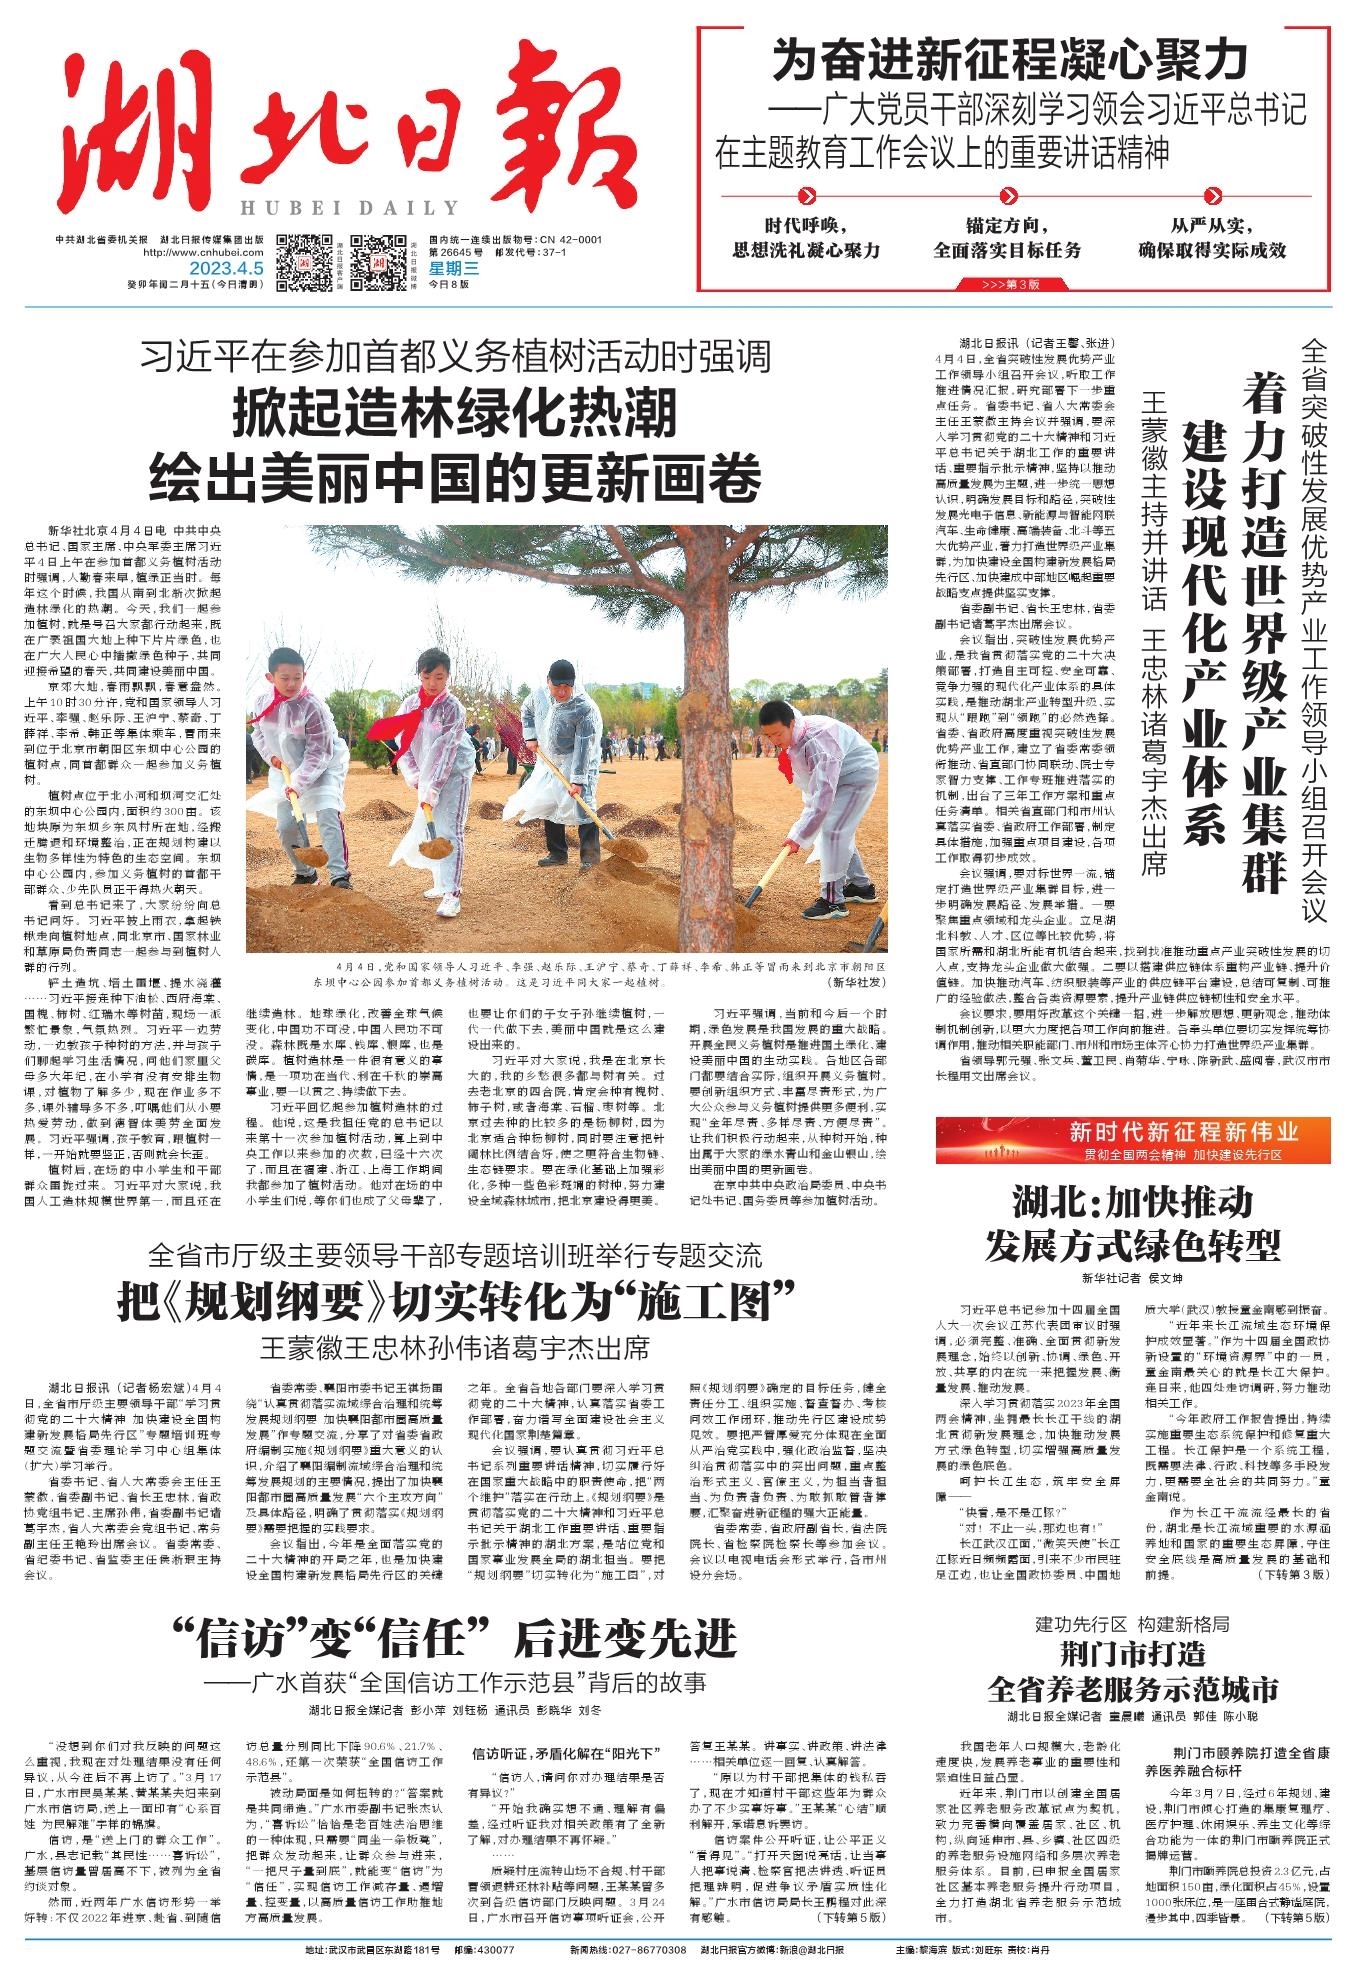 湖北日報
HUBEI DAILY
中共湖北省委机关报 湖北日报传媒集团出版
http://www.cnhubei.com
2023.4.5
癸卯年闰二月十五(今日清明)
湖北日报客户端
湖北日报微博
国内统一连续出版物号:CN 42-0001
第26645号 邮发代号:37-1
星期三
今日8版
为奋进新征程凝心聚力
——广大党员干部深刻学习领会习近平总书记
在主题教育工作会议上的重要讲话精神
时代呼唤,
思想洗礼凝心聚力
锚定方向,
全面落实目标任务
从严从实,
确保取得实际成效
>>>第3版
习近平在参加首都义务植树活动时强调
掀起造林绿化热潮
绘出美丽中国的更新画卷
新华社北京4月4日电 中共中央
总书记、国家主席、中央军委主席习近
平4日上午在参加首都义务植树活动
时强调,人勤春来早,植绿正当时。每
年这个时候,我国从南到北渐次掀起
造林绿化的热潮。今天,我们一起参
加植树,就是号召大家都行动起来,既
在广袤祖国大地上种下片片绿色,也
在广大人民心中播撒绿色种子,共同
迎接希望的春天,共同建设美丽中国。
京郊大地,春雨飘飘,春意盎然。
上午10时30分许,党和国家领导人习
近平、李强、赵乐际、王沪宁、蔡奇、丁
薛祥、李希、韩正等集体乘车,冒雨来
到位于北京市朝阳区东坝中心公园的
植树点,同首都群众一起参加义务植
树。
植树点位于北小河和坝河交汇处
的东坝中心公园内,面积约300亩。该
地块原为东坝乡东风村所在地,经搬
迁腾退和环境整治,正在规划构建以
生物多样性为特色的生态空间。东坝
中心公园内,参加义务植树的首都干
部群众、少先队员正干得热火朝天。
看到总书记来了,大家纷纷向总
书记问好。习近平披上雨衣,拿起铁
锹走向植树地点,同北京市、国家林业
和草原局负责同志一起参与到植树人
群的行列。
铲土造坑、培土围堰、提水浇灌
……习近平接连种下油松、西府海棠、
国槐、柿树、红瑞木等树苗,现场一派
繁忙景象,气氛热烈。习近平一边劳
动,一边教孩子种树的方法,并与孩子
们聊起学习生活情况,问他们家里父
母多大年纪,在小学有没有安排生物
课,对植物了解多少,现在作业多不
多,课外辅导多不多,叮嘱他们从小要
热爱劳动,做到德智体美劳全面发
展。习近平强调,孩子教育,跟植树一
样,一开始就要竖正,否则就会长歪。
植树后,在场的中小学生和干部
群众围拢过来。习近平对大家说,我
国人工造林规模世界第一,而且还在
4月4日,党和国家领导人习近平、李强、赵乐际、王沪宁、蔡奇、丁薛祥、李希、韩正等冒雨来到北京市朝阳区
东坝中心公园参加首都义务植树活动。这是习近平同大家一起植树。 (新华社发)
继续造林。地球绿化,改善全球气候
变化,中国功不可没,中国人民功不可
没。森林既是水库、钱库、粮库,也是
碳库。植树造林是一件很有意义的事
情,是一项功在当代、利在千秋的崇高
事业,要一以贯之、持续做下去。
习近平回忆起参加植树造林的过
程。他说,这是我担任党的总书记以
来第十一次参加植树活动,算上到中
央工作以来参加的次数,已经十六次
了,而且在福建、浙江、上海工作期间
我都参加了植树活动。他对在场的中
小学生们说,等你们也成了父母辈了,
也要让你们的子女子孙继续植树,一
代一代做下去,美丽中国就是这么建
设出来的。
习近平对大家说,我是在北京长
大的,我的乡愁很多都与树有关。过
去老北京的四合院,肯定会种有槐树、
柿子树,或者海棠、石榴、枣树等。北
京过去种的比较多的是杨柳树,因为
北京适合种杨柳树,同时要注意把针
阔林比例结合好,使之更符合生物链、
生态链要求。要在绿化基础上加强彩
化,多种一些色彩斑斓的树种,努力建
设全域森林城市,把北京建设得更美。
习近平强调,当前和今后一个时
期,绿色发展是我国发展的重大战略。
开展全民义务植树是推进国土绿化、建
设美丽中国的生动实践。各地区各部
门都要结合实际,组织开展义务植树。
要创新组织方式、丰富尽责形式,为广
大公众参与义务植树提供更多便利,实
现“全年尽责、多样尽责、方便尽责”。
让我们积极行动起来,从种树开始,种
出属于大家的绿水青山和金山银山,绘
出美丽中国的更新画卷。
在京中共中央政治局委员、中央书
记处书记、国务委员等参加植树活动。
全省突破性发展优势产业工作领导小组召开会议
着力打造世界级产业集群
建设现代化产业体系
王蒙徽主持并讲话 王忠林诸葛宇杰出席
湖北日报讯 (记者王馨、张进)
4月4日,全省突破性发展优势产业
工作领导小组召开会议,听取工作
推进情况汇报,研究部署下一步重
点任务。省委书记、省人大常委会
主任王蒙徽主持会议并强调,要深
入学习贯彻党的二十大精神和习近
平总书记关于湖北工作的重要讲
话、重要指示批示精神,坚持以推动
高质量发展为主题,进一步统一思想
认识,明确发展目标和路径,突破性
发展光电子信息、新能源与智能网联
汽车、生命健康、高端装备、北斗等五
大优势产业,着力打造世界级产业集
群,为加快建设全国构建新发展格局
先行区、加快建成中部地区崛起重要
战略支点提供坚实支撑。
省委副书记、省长王忠林,省委
副书记诸葛宇杰出席会议。
会议指出,突破性发展优势产
业,是我省贯彻落实党的二十大决
策部署,打造自主可控、安全可靠、
竞争力强的现代化产业体系的具体
实践,是推动湖北产业转型升级、实
现从“跟跑”到“领跑”的必然选择。
省委、省政府高度重视突破性发展
优势产业工作,建立了省委常委领
衔推动、省直部门协同联动、院士专
家智力支撑、工作专班推进落实的
机制,出台了三年工作方案和重点
任务清单。相关省直部门和市州认
真落实省委、省政府工作部署,制定
具体措施,加强重点项目建设,各项
工作取得初步成效。
会议强调,要对标世界一流,锚
定打造世界级产业集群目标,进一
步明确发展路径、发展举措。一要
聚焦重点领域和龙头企业。立足湖
北科教、人才、区位等比较优势,将
国家所需和湖北所能有机结合起来,找到找准推动重点产业突破性发展的切
入点,支持龙头企业做大做强。二要以搭建供应链体系重构产业链、提升价
值链。加快推动汽车、纺织服装等产业的供应链平台建设,总结可复制、可推
广的经验做法,整合各类资源要素,提升产业链供应链韧性和安全水平。
会议要求,要用好改革这个关键一招,进一步解放思想、更新观念,推动体
制机制创新,以更大力度把各项工作向前推进。各牵头单位要切实发挥统筹协
调作用,推动相关职能部门、市州和市场主体齐心协力打造世界级产业集群。
省领导郭元强、张文兵、董卫民、肖菊华、宁咏、陈新武、盛阅春,武汉市市
长程用文出席会议。
新时代新征程新伟业
贯彻全国两会精神 加快建设先行区
湖北:加快推动
发展方式绿色转型
新华社记者 侯文坤
习近平总书记参加十四届全国
人大一次会议江苏代表团审议时强
调,必须完整、准确、全面贯彻新发
展理念,始终以创新、协调、绿色、开
放、共享的内在统一来把握发展、衡
量发展、推动发展。
深入学习贯彻落实2023年全国
两会精神,坐拥最长长江干线的湖
北贯彻新发展理念,加快推动发展
方式绿色转型,切实增强高质量发
展的绿色底色。
呵护长江生态,筑牢安全屏
障——
“快看,是不是江豚?”
“对!不止一头,那边也有!”
长江武汉江面,“微笑天使”长江
江豚近日频频露面,引来不少市民驻
足江边,也让全国政协委员、中国地
质大学(武汉)教授童金南感到振奋。
“近年来长江流域生态环境保
护成效显著。”作为十四届全国政协
新设置的“环境资源界”中的一员,
童金南最关心的就是长江大保护。
连日来,他四处走访调研,努力推动
相关工作。
“今年政府工作报告提出,持续
实施重要生态系统保护和修复重大
工程。长江保护是一个系统工程,
既需要法律、行政、科技等多手段发
力,更需要全社会的共同努力。”童
金南说。
作为长江干流流经最长的省
份,湖北是长江流域重要的水源涵
养地和国家的重要生态屏障,守住
安全底线是高质量发展的基础和
前提。 (下转第3版)
全省市厅级主要领导干部专题培训班举行专题交流
把《规划纲要》切实转化为“施工图”
王蒙徽王忠林孙伟诸葛宇杰出席
湖北日报讯 (记者杨宏斌)4月4
日,全省市厅级主要领导干部“学习贯
彻党的二十大精神 加快建设全国构
建新发展格局先行区”专题培训班专
题交流暨省委理论学习中心组集体
(扩大)学习举行。
省委书记、省人大常委会主任王
蒙徽,省委副书记、省长王忠林,省政
协党组书记、主席孙伟,省委副书记诸
葛宇杰,省人大常委会党组书记、常务
副主任王艳玲出席会议。省委常委、
省纪委书记、省监委主任侯淅珉主持
会议。
省委常委、襄阳市委书记王祺扬围
绕“认真贯彻落实流域综合治理和统筹
发展规划纲要 加快襄阳都市圈高质量
发展”作专题交流,分享了对省委省政
府编制实施《规划纲要》重大意义的认
识,介绍了襄阳编制流域综合治理和统
筹发展规划的主要情况,提出了加快襄
阳都市圈高质量发展“六个主攻方向”
及具体路径,明确了贯彻落实《规划纲
要》需要把握的实践要求。
会议指出,今年是全面落实党的
二十大精神的开局之年,也是加快建
设全国构建新发展格局先行区的关键
之年。全省各地各部门要深入学习贯
彻党的二十大精神,认真落实省委工
作部署,奋力谱写全面建设社会主义
现代化国家荆楚篇章。
会议强调,要认真贯彻习近平总
书记系列重要讲话精神,切实履行好
在国家重大战略中的职责使命,把“两
个维护”落实在行动上。《规划纲要》是
贯彻落实党的二十大精神和习近平总
书记关于湖北工作重要讲话、重要指
示批示精神的湖北方案,是站位党和
国家事业发展全局的湖北担当。要把
“规划纲要”切实转化为“施工图”,对
照《规划纲要》确定的目标任务,健全
责任分工、组织实施、督查督办、考核
问效工作闭环,推动先行区建设成势
见效。要把严管厚爱充分体现在全面
从严治党实践中,强化政治监督,坚决
纠治贯彻落实中的突出问题,重点整
治形式主义、官僚主义,为担当者担
当、为负责者负责、为敢抓敢管者撑
腰,汇聚奋进新征程的强大正能量。
省委常委,省政府副省长,省法院
院长、省检察院检察长等参加会议。
会议以电视电话会形式举行,各市州
设分会场。
“信访”变“信任” 后进变先进
——广水首获“全国信访工作示范县”背后的故事
湖北日报全媒记者 彭小萍 刘钰杨 通讯员 彭晓华 刘冬
“没想到你们对我反映的问题这
么重视,我现在对处理结果没有任何
异议,从今往后不再上访了。”3月17
日,广水市民吴某某、黄某某夫妇来到
广水市信访局,送上一面印有“心系百
姓 为民解难”字样的锦旗。
信访,是“送上门的群众工作”。
广水,县志记载“其民性……喜诉讼”,
基层信访量曾居高不下,被列为全省
约谈对象。
然而,近两年广水信访形势一举
好转:不仅2022年进京、赴省、到随信
访总量分别同比下降90.6%、21.7%、
48.6%,还第一次荣获“全国信访工作
示范县”。
被动局面是如何扭转的?“答案就
是共同缔造。”广水市委副书记张杰认
为,“喜诉讼”恰恰是老百姓法治思维
的一种体现,只需要“同坐一条板凳”,
把群众发动起来,让群众参与进来,
“一把尺子量到底”,就能变“信访”为
“信任”,实现信访工作减存量、遏增
量、控变量,以高质量信访工作助推地
方高质量发展。
信访听证,矛盾化解在“阳光下”
“信访人,请问你对办理结果是否
有异议?”
“开始我确实想不通、理解有偏
差,经过听证我对相关政策有了全新
了解,对办理结果不再怀疑。”
……
质疑村庄流转山场不合规、村干部
冒领退耕还林补贴等问题,王某某曾多
次到各级信访部门反映问题。3月24
日,广水市召开信访事项听证会,公开
答复王某某。讲事实、讲政策、讲法律
……相关单位逐一回复、认真解答。
“原以为村干部把集体的钱私吞
了,现在才知道村干部这些年为群众
办了不少实事好事。”王某某“心结”顺
利解开,承诺息诉罢访。
信访案件公开听证,让公平正义
“看得见”。“打开天窗说亮话,让当事
人把事说清、检察官把法讲透、听证员
把理辨明,促进争议矛盾实质性化
解。”广水市信访局局长王鹏程对此深
有感触。 (下转第5版)
建功先行区 构建新格局
荆门市打造
全省养老服务示范城市
湖北日报全媒记者 童晨曦 通讯员 郭佳 陈小聪
我国老年人口规模大,老龄化
速度快,发展养老事业的重要性和
紧迫性日益凸显。
近年来,荆门市以创建全国居
家社区养老服务改革试点为契机,
致力完善横向覆盖居家、社区、机
构,纵向延伸市、县、乡镇、社区四级
的养老服务设施网络和多层次养老
服务体系。目前,已申报全国居家
社区基本养老服务提升行动项目,
全力打造湖北省养老服务示范城
市。
荆门市颐养院打造全省康
养医养融合标杆
今年3月7日,经过6年规划、建
设,荆门市倾心打造的集康复理疗、
医疗护理、休闲娱乐、养生文化等综
合功能为一体的荆门市颐养院正式
揭牌运营。
荆门市颐养院总投资2.3亿元,占
地面积150亩,绿化面积占45%,设置
1000张床位,是一座围合式静谧庭院,
漫步其中,四季皆景。 (下转第5版)
地址:武汉市武昌区东湖路181号 邮编:430077 新闻热线:027-86770308 湖北日报官方微博:新浪@湖北日报 主编:黎海滨 版式:刘旺东 责校:肖丹